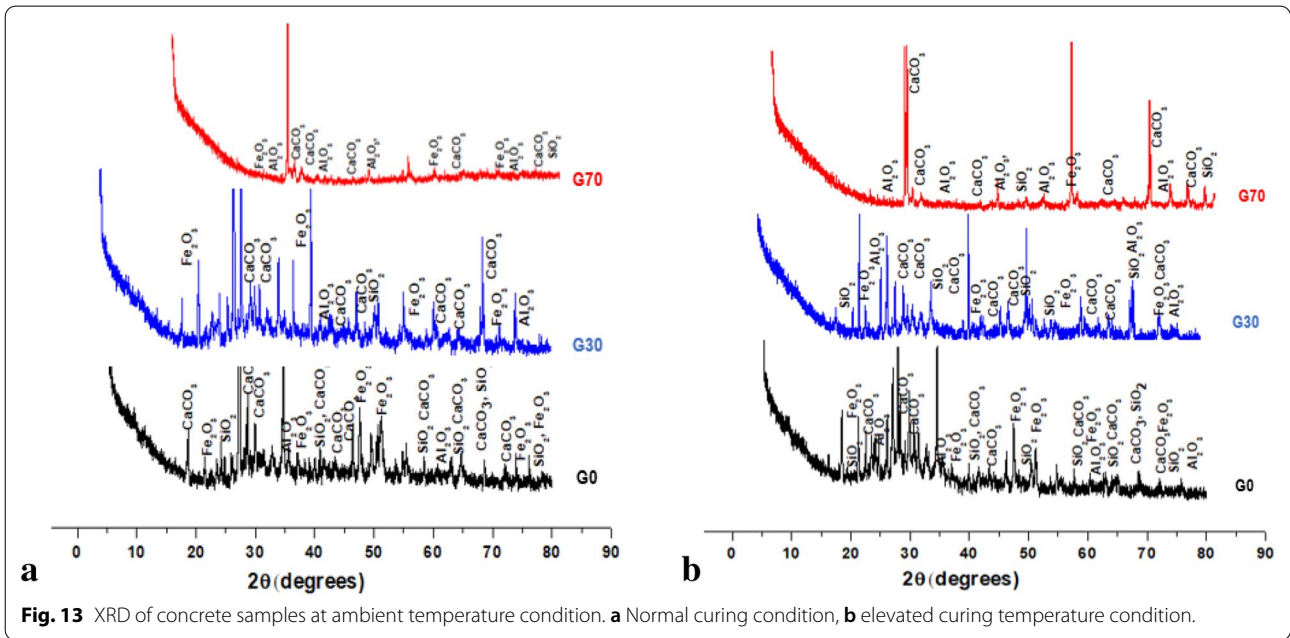 Fe₂O₃
Al₂O₃
CaCO₃
CaCO₃
Al₂O₃
CaCO₃
Al₂O₃,
Fe₂O₃
CaCO₃
Fe₂O₃
Al₂O₃
CaCO₃
SiO₂
G70
Fe₂O₃
CaCO₃
CaCO₃
Fe₂O₃
Al₂O₃
CaCO₃
CaCO₃
SiO₂
Fe₂O₃
CaCO₃
CaCO₃
CaCO₃
Fe₂O₃
Al₂O₃
G30
CaCO₃
Fe₂O₃
SiO₂
CaCO₃
Fe₂O₃
SiO₂, CaCO₃
Fe₂O₃
Fe₂O₃
SiO₂ CaCO₃
Al₂O₃
SiO₂ CaCO₃
CaCO₃, SiO
CaCO₃
Fe₂O₃
SiO₂, Fe₂O₃
G0
0 10 20 30 40 50 60 70 80 90
2θ (degrees)
a
CaCO₃
Al₂O₃
CaCO₃
Al₂O₃
CaCO₃
Al₂O₃,
SiO₂
Al₂O₃
Fe₂O₃
CaCO₃
CaCO₃
Al₂O₃
CaCO₃
SiO₂
G70
SiO₂
Fe₂O₃
Al₂O₃
CaCO₃
CaCO₃
SiO₂
CaCO₃
Fe₂O₃
CaCO₃
CaCO₃
SiO₂
SiO₂
Fe₂O₃
CaCO₃
CaCO₃
SiO₂ Al₂O₃
Fe₂O CaCO₃
Al₂O₃
G30
SiO₂
Fe₂O₃
CaCO₃
Al₂O₃
CaCO₃
CaCO₃
Fe₂O₃
SiO₂, CaCO₃
CaCO₃
Fe₂O₃
SiO₂ Fe₂O₃
SiO₂ CaCO₃
Al₂O₃ Fe₂O₃
SiO₂ CaCO₃
CaCO₃, SiO₂
CaCO₃ Fe₂O₃
SiO₂
Al₂O₃
G0
0 10 20 30 40 50 60 70 80 90
2θ (degrees)
b
Fig. 13 XRD of concrete samples at ambient temperature condition. a Normal curing condition, b elevated curing temperature condition.